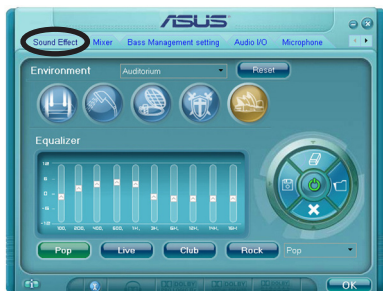 ASUS
Sound Effect Mixer Bass Management setting Audio I/O Microphone
Environment Auditorium Reset
Equalizer
Pop Live Club Rock Pop
OK